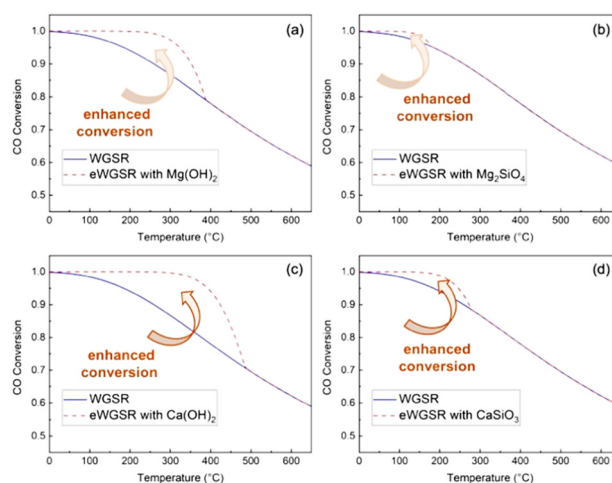 (a)
1.0
0.9
0.8
0.7
0.6
0.5
CO Conversion
enhanced
conversion
WGSR
eWGSR with Mg(OH)₂
0 100 200 300 400 500 600
Temperature (°C)
(b)
1.0
0.9
0.8
0.7
0.6
0.5
CO Conversion
enhanced
conversion
WGSR
eWGSR with Mg₂SiO₄
0 100 200 300 400 500 600
Temperature (°C)
(c)
1.0
0.9
0.8
0.7
0.6
0.5
CO Conversion
enhanced
conversion
WGSR
eWGSR with Ca(OH)₂
0 100 200 300 400 500 600
Temperature (°C)
(d)
1.0
0.9
0.8
0.7
0.6
0.5
CO Conversion
enhanced
conversion
WGSR
eWGSR with CaSiO₃
0 100 200 300 400 500 600
Temperature (°C)